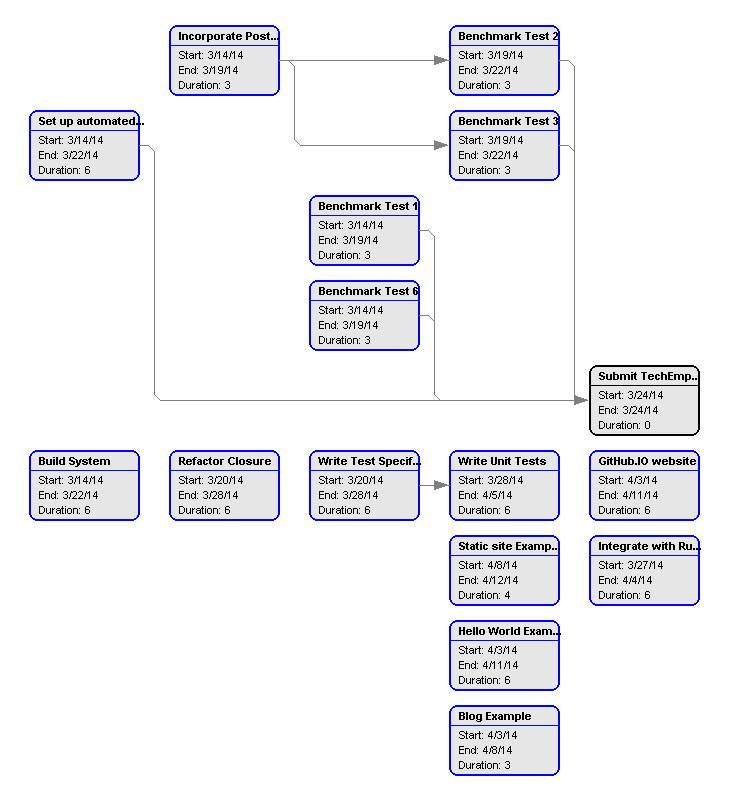 Incorporate Post...
Start: 3/14/14
End: 3/19/14
Duration: 3
Benchmark Test 2
Start: 3/19/14
End: 3/22/14
Duration: 3
Set up automated...
Start: 3/14/14
End: 3/22/14
Duration: 6
Benchmark Test 3
Start: 3/19/14
End: 3/22/14
Duration: 3
Benchmark Test 1
Start: 3/14/14
End: 3/19/14
Duration: 3
Benchmark Test 6
Start: 3/14/14
End: 3/19/14
Duration: 3
Submit TechEmp...
Start: 3/24/14
End: 3/24/14
Duration: 0
Build System
Start: 3/14/14
End: 3/22/14
Duration: 6
Refactor Closure
Start: 3/20/14
End: 3/28/14
Duration: 6
Write Test Specif...
Start: 3/20/14
End: 3/28/14
Duration: 6
Write Unit Tests
Start: 3/28/14
End: 4/5/14
Duration: 6
GitHub.IO website
Start: 4/3/14
End: 4/11/14
Duration: 6
Static site Examp...
Start: 4/8/14
End: 4/12/14
Duration: 4
Integrate with Ru...
Start: 3/27/14
End: 4/4/14
Duration: 6
Hello World Exam...
Start: 4/3/14
End: 4/11/14
Duration: 6
Blog Example
Start: 4/3/14
End: 4/8/14
Duration: 3